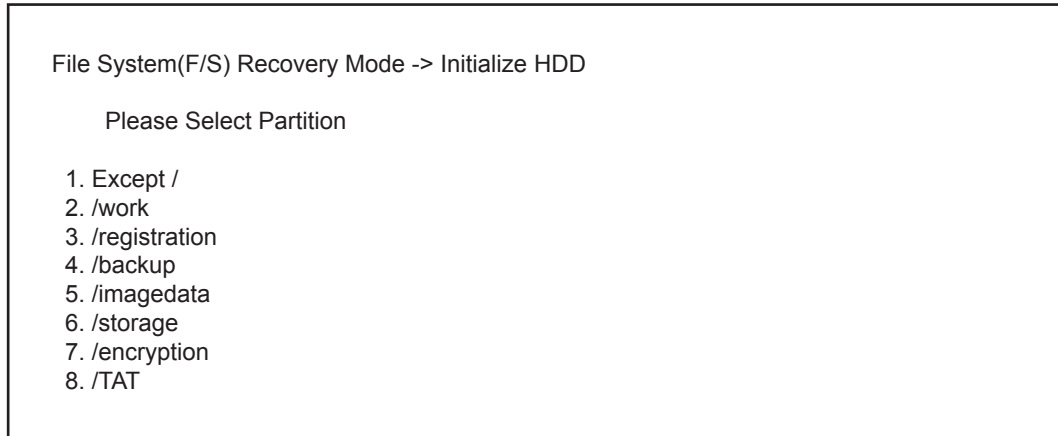 File System(F/S) Recovery Mode -> Initialize HDD
Please Select Partition
1. Except /
2. /work
3. /registration
4. /backup
5. /imagedata
6. /storage
7. /encryption
8. /TAT